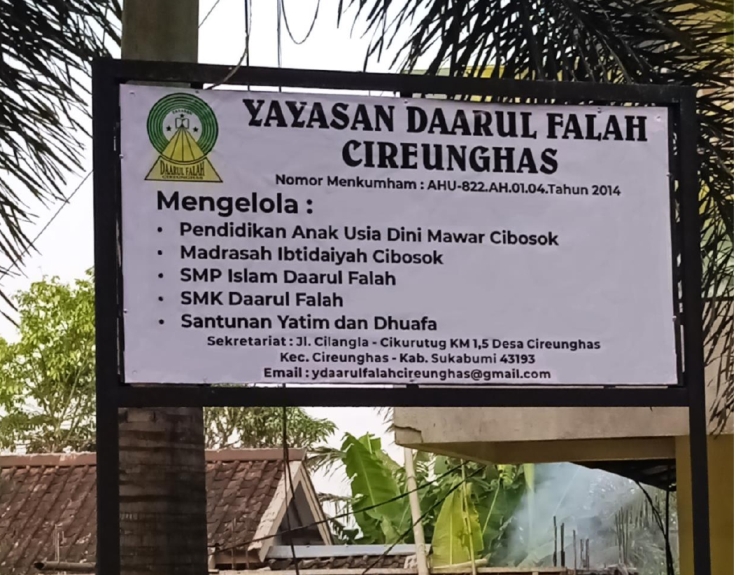 DAARUL FALAH
CIREUNGHAS
YAYASAN DAARUL FALAH
CIREUNGHAS
Nomor Menkumham : AHU-822.AH.01.04.Tahun 2014
Mengelola :
• Pendidikan Anak Usia Dini Mawar Cibosok
• Madrasah Ibtidaiyah Cibosok
• SMP Islam Daarul Falah
• SMK Daarul Falah
• Santunan Yatim dan Dhuafa
Sekretariat : Jl. Cilangla - Cikurutug KM 1,5 Desa Cireunghas
Kec. Cireunghas - Kab. Sukabumi 43193
Email : ydaarulfalahcireunghas@gmail.com